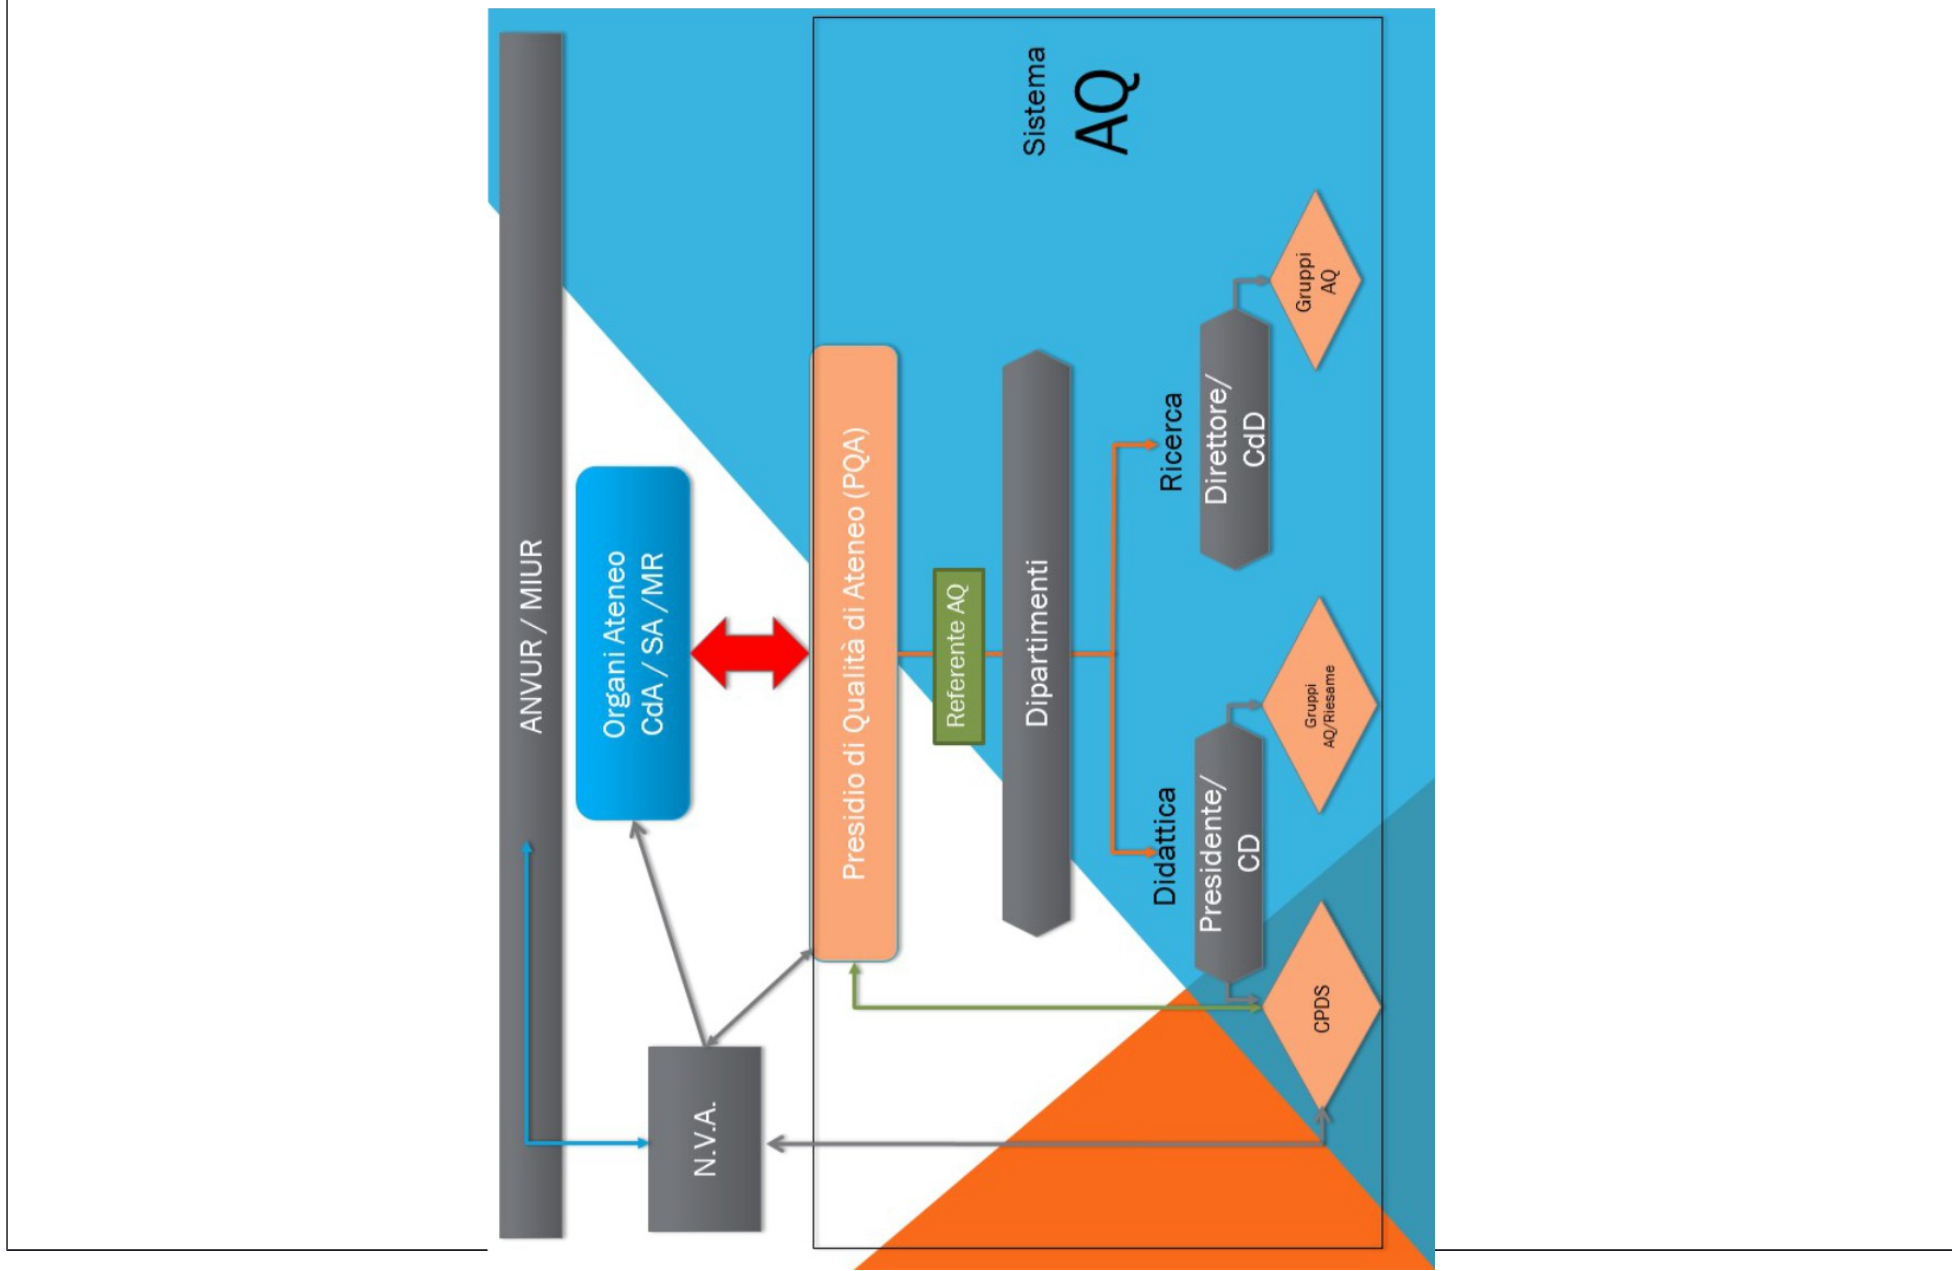 ANVUR / MIUR
Organi Ateneo
CdA / SA /MR
N.V.A.
Sistema
AQ
Presidio di Qualità di Ateneo (PQA)
Referente AQ
Dipartimenti
Didattica
Ricerca
Presidente/
CD
Direttore/
CdD
CPDS
Gruppi
AQ/Riesame
Gruppi
AQ